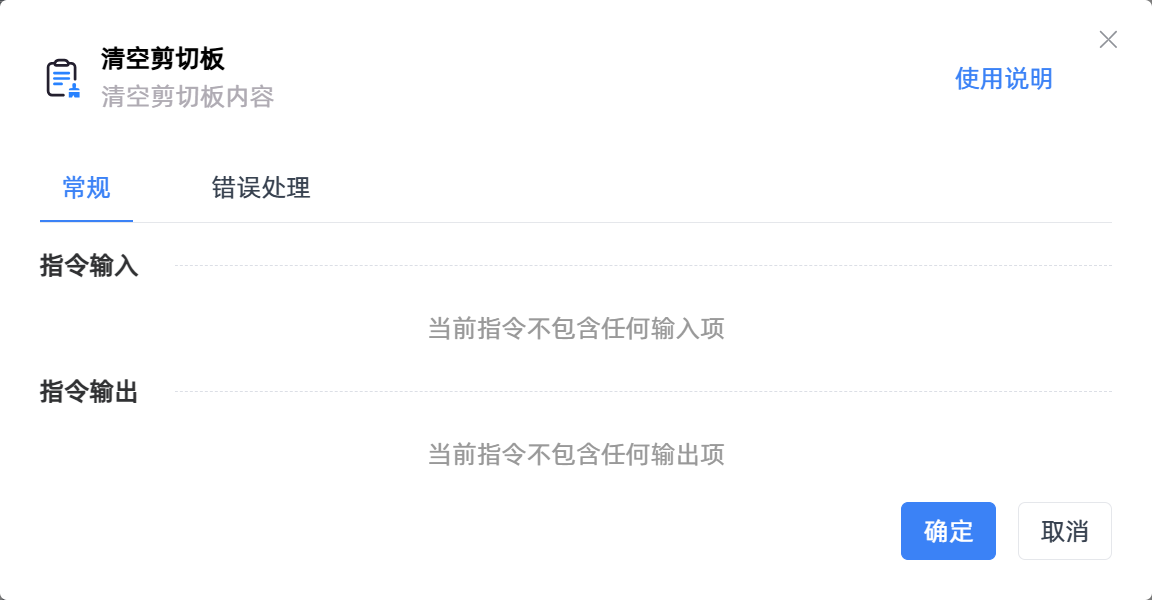 清空剪切板
清空剪切板内容
使用说明
常规
错误处理
指令输入
当前指令不包含任何输入项
指令输出
当前指令不包含任何输出项
确定
取消